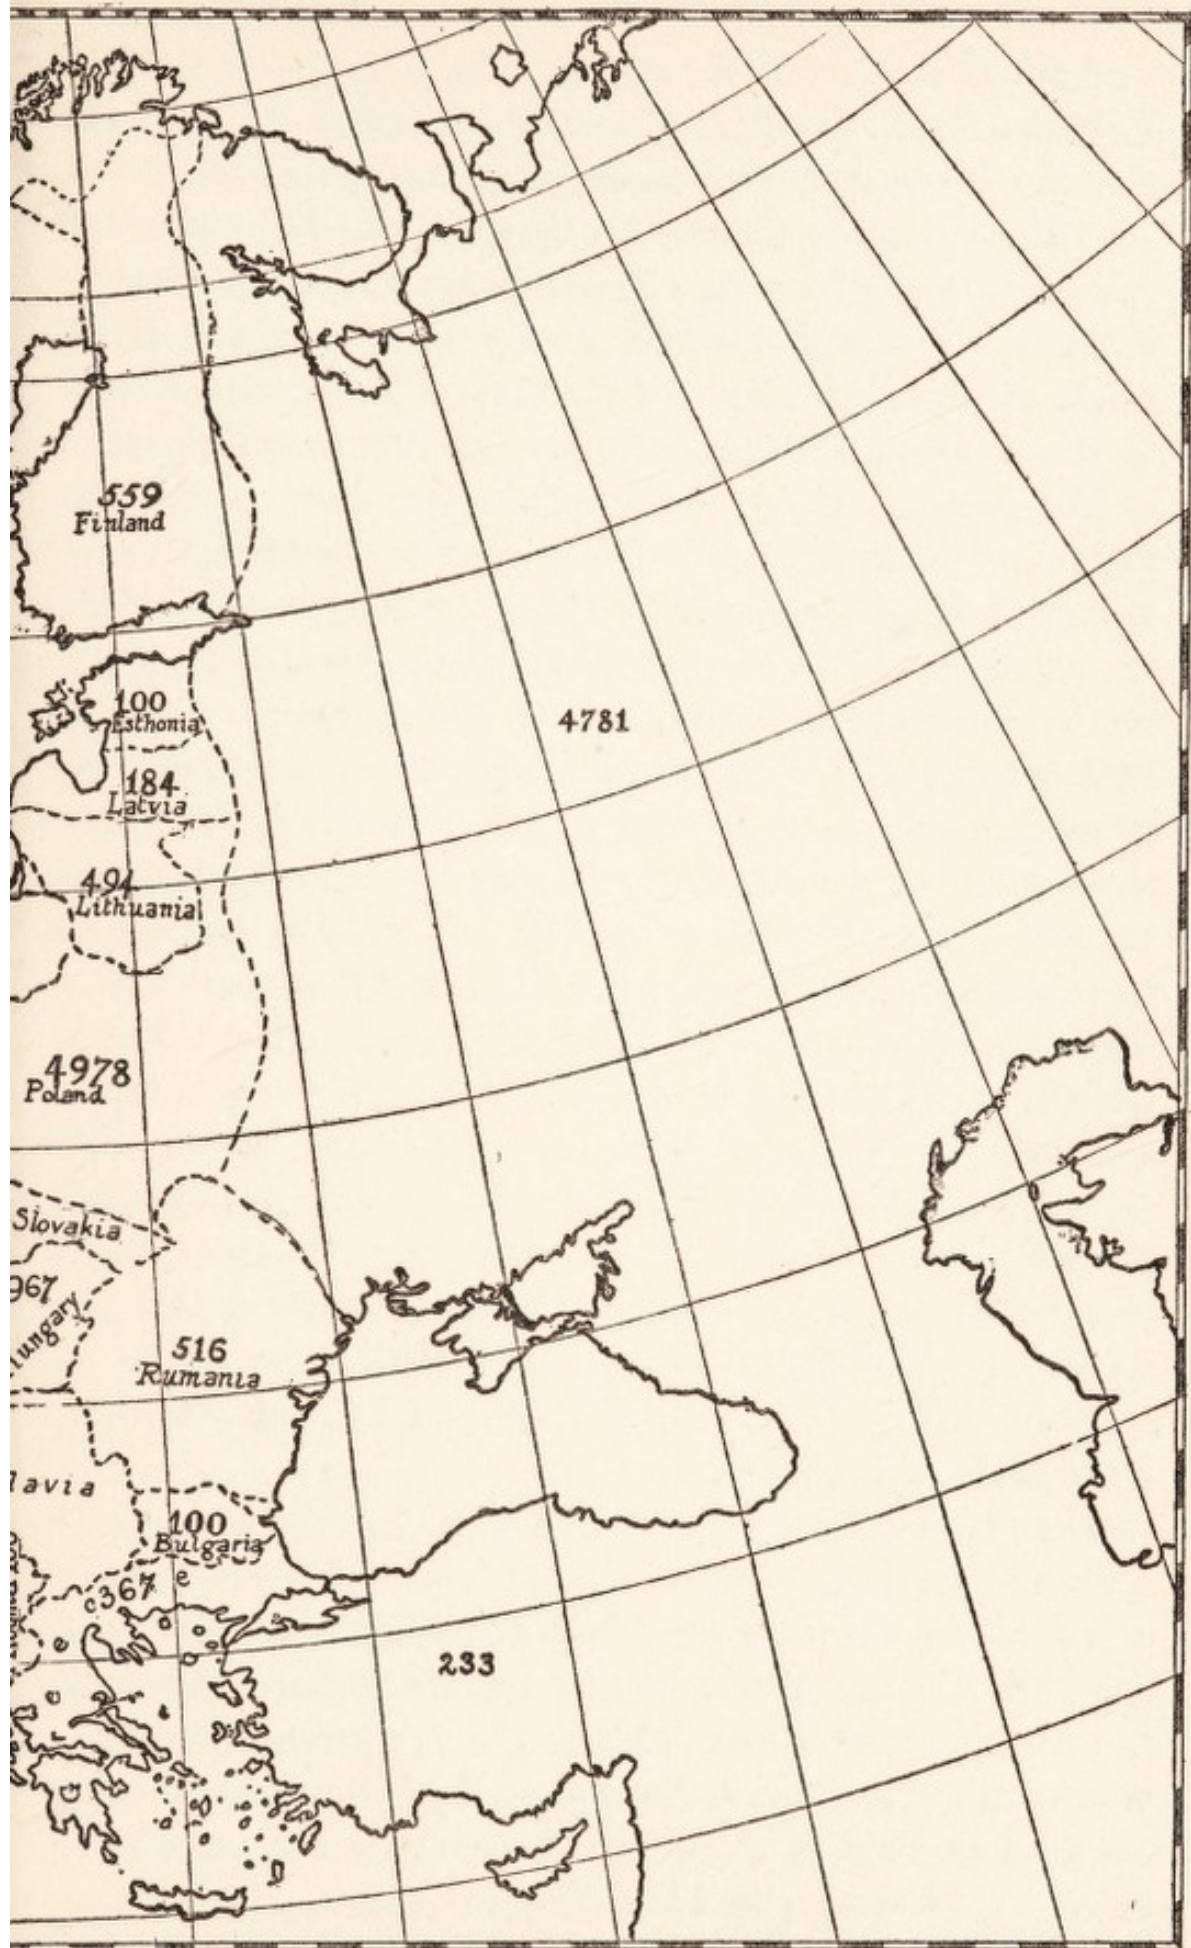 559
Finland
100
Esthonia
4781
184
Latvia
494
Lithuania
4978
Poland
Slovakia
967
ungary
516
Rumania
lavia
100
Bulgaria
c367 e
e
233